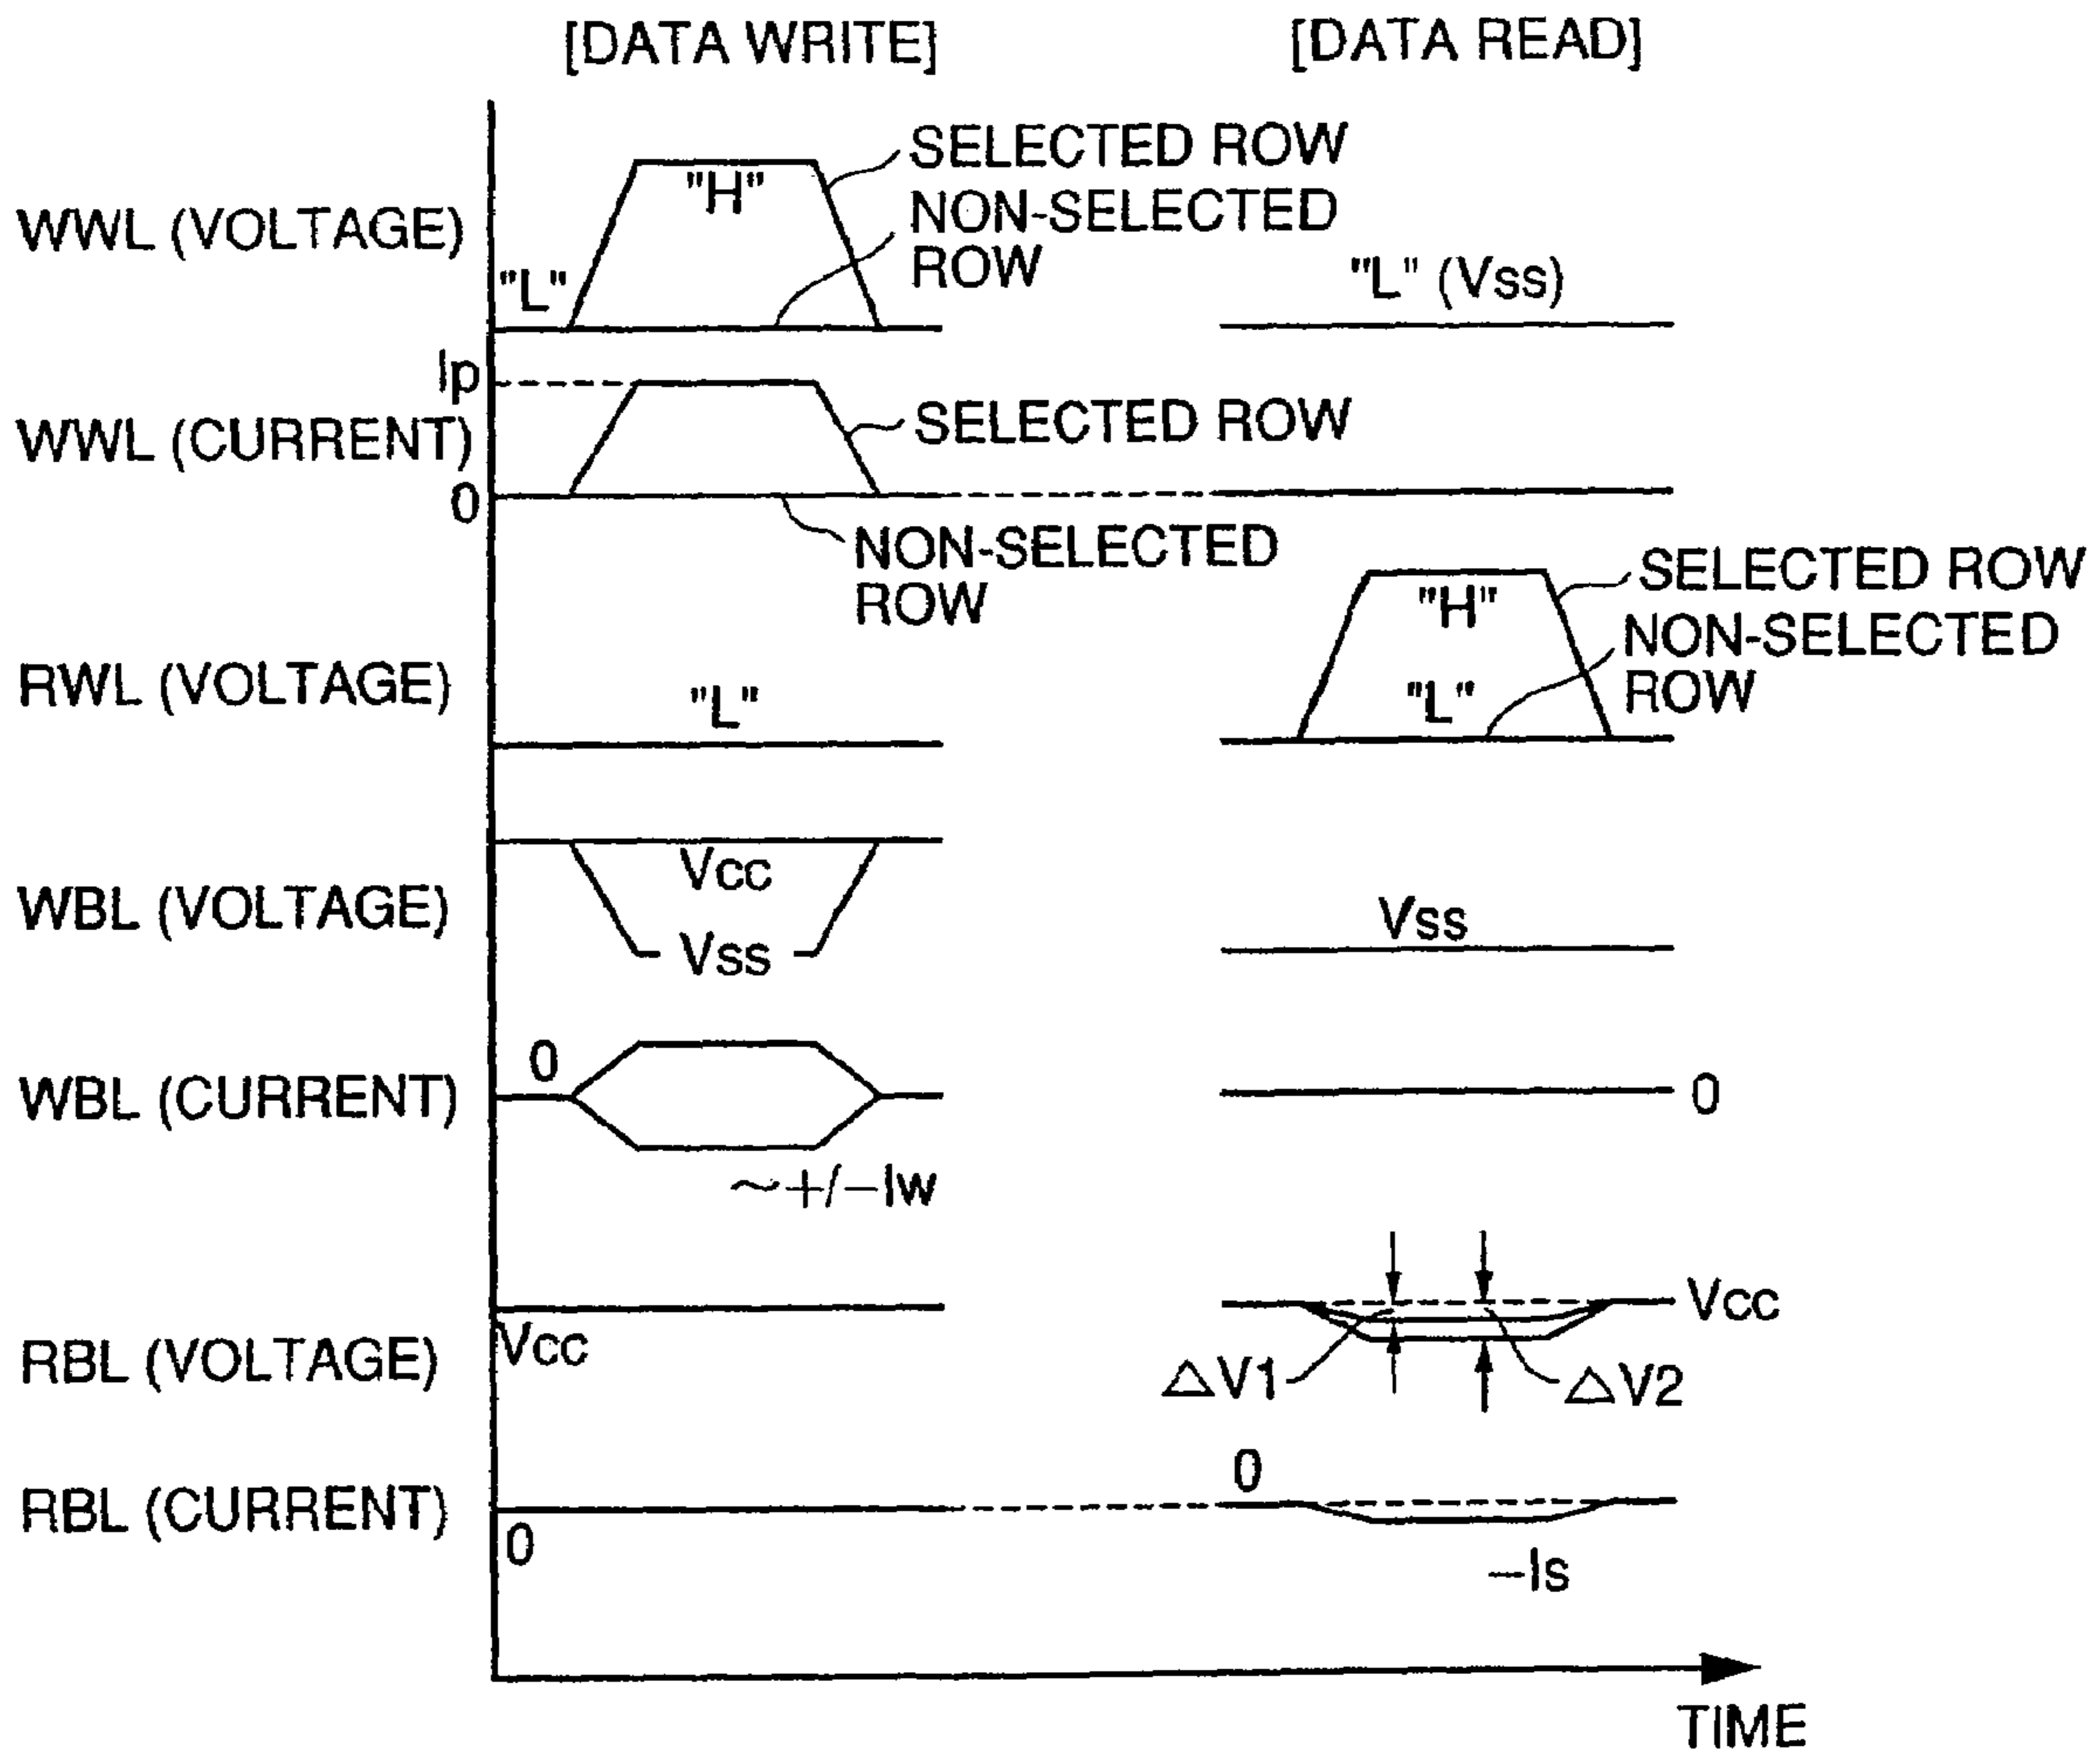 [DATA WRITE]
[DATA READ]
WWL (VOLTAGE)
"L"
"H"
SELECTED ROW
NON-SELECTED
ROW
"L" (Vss)
Ip
WWL (CURRENT)
0
SELECTED ROW
NON-SELECTED
ROW
RWL (VOLTAGE)
"L"
"H"
"L"
SELECTED ROW
NON-SELECTED
ROW
WBL (VOLTAGE)
Vcc
Vss
Vss
WBL (CURRENT)
0
~+/−Iw
0
RBL (VOLTAGE)
Vcc
Vcc
△V1
△V2
RBL (CURRENT)
0
0
−Is
TIME